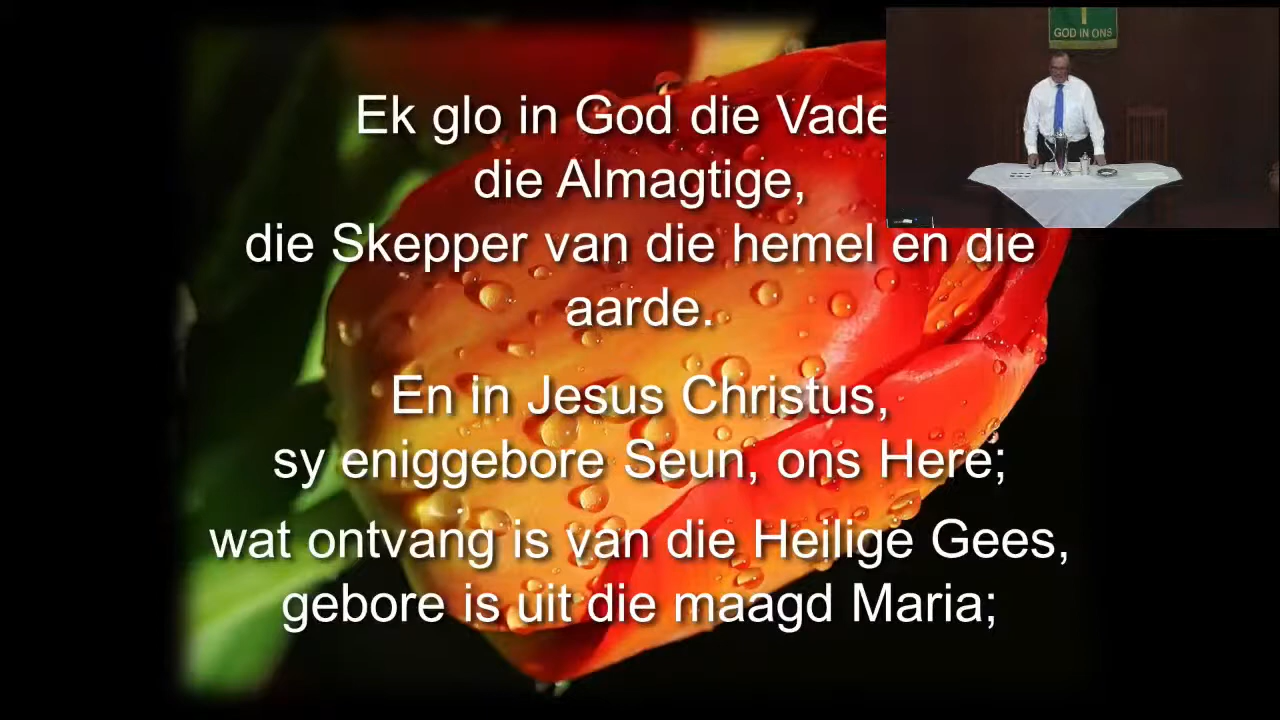 GOD IN ONS
Ek glo in God die Vade
die Almagtige,
die Skepper van die hemel en die
aarde.
En in Jesus Christus,
sy eniggebore Seun, ons Here;
wat ontvang is van die Heilige Gees,
gebore is uit die maagd Maria;